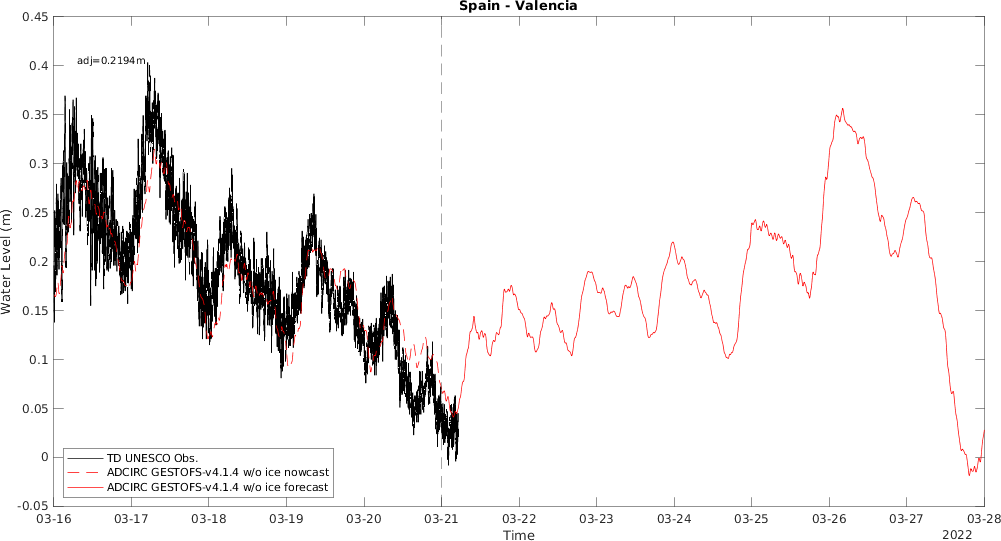 Spain - Valencia
0.45
0.4
0.35
0.3
0.25
0.2
0.15
0.1
0.05
0
-0.05
Water Level (m)
adj=0.2194m
TD UNESCO Obs.
ADCIRC GESTOFS-v4.1.4 w/o ice nowcast
ADCIRC GESTOFS-v4.1.4 w/o ice forecast
03-16 03-17 03-18 03-19 03-20 03-21 03-22 03-23 03-24 03-25 03-26 03-27 03-28
Time
2022